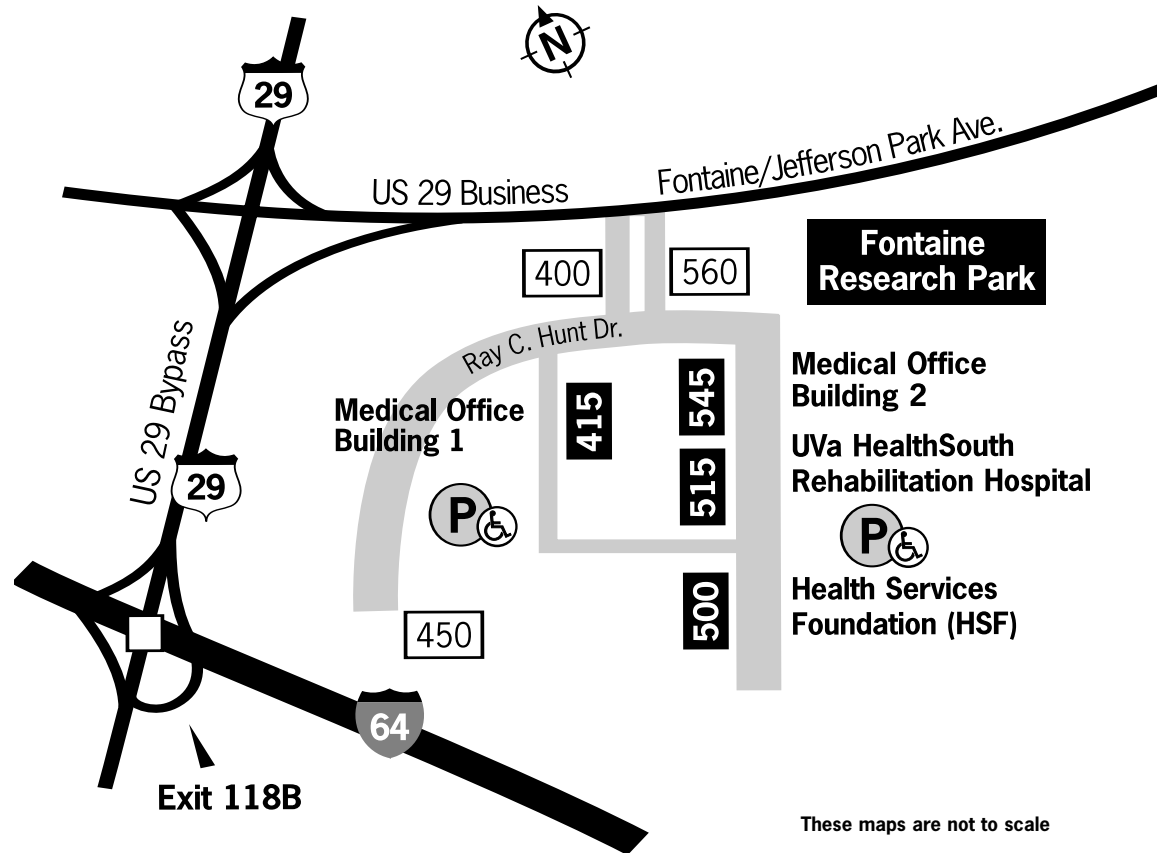 N
29
Fontaine/Jefferson Park Ave.
US 29 Business
Fontaine
Research Park
400
560
Ray C. Hunt Dr.
US 29 Bypass
Medical Office
Building 1
415
545
Medical Office
Building 2
515
UVa HealthSouth
Rehabilitation Hospital
29
P
P
500
Health Services
Foundation (HSF)
450
64
Exit 118B
These maps are not to scale